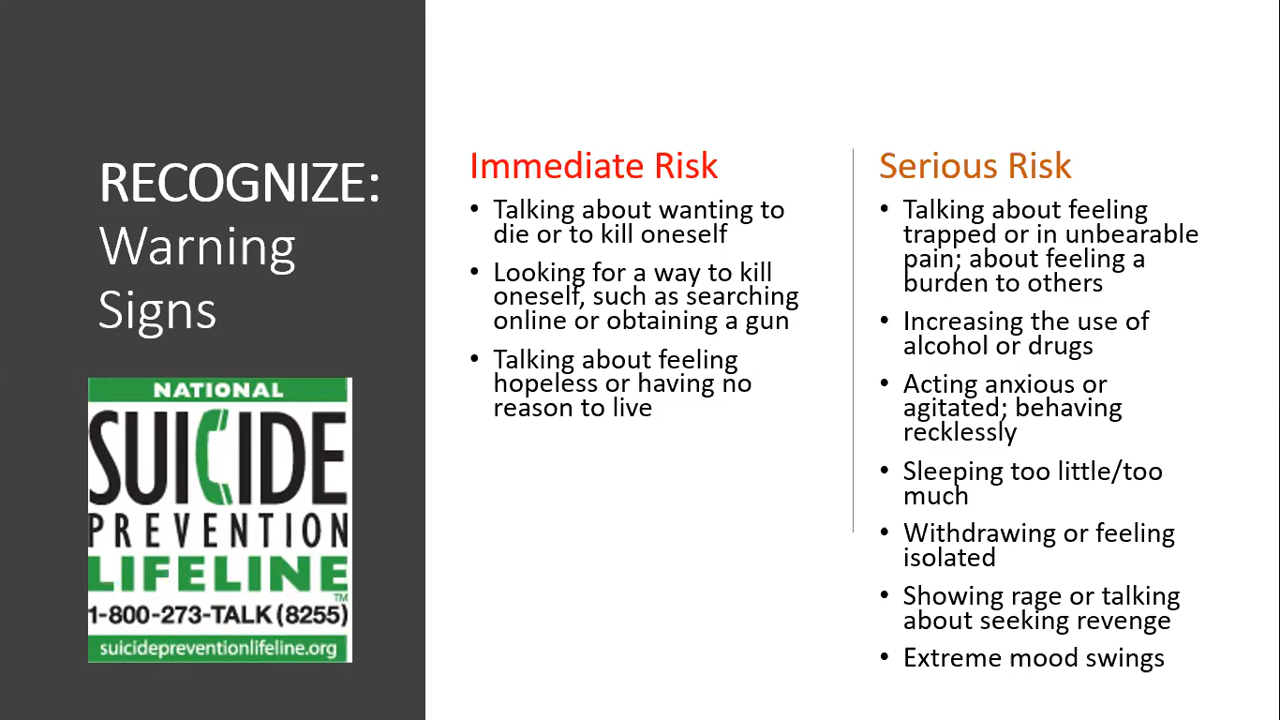 RECOGNIZE:
Warning
Signs
NATIONAL
SUICIDE
PREVENTION
LIFELINE
TM
1-800-273-TALK (8255)
suicidepreventionlifeline.org
Immediate Risk
• Talking about wanting to
die or to kill oneself
• Looking for a way to kill
oneself, such as searching
online or obtaining a gun
• Talking about feeling
hopeless or having no
reason to live
Serious Risk
• Talking about feeling
trapped or in unbearable
pain; about feeling a
burden to others
• Increasing the use of
alcohol or drugs
• Acting anxious or
agitated; behaving
recklessly
• Sleeping too little/too
much
• Withdrawing or feeling
isolated
• Showing rage or talking
about seeking revenge
• Extreme mood swings